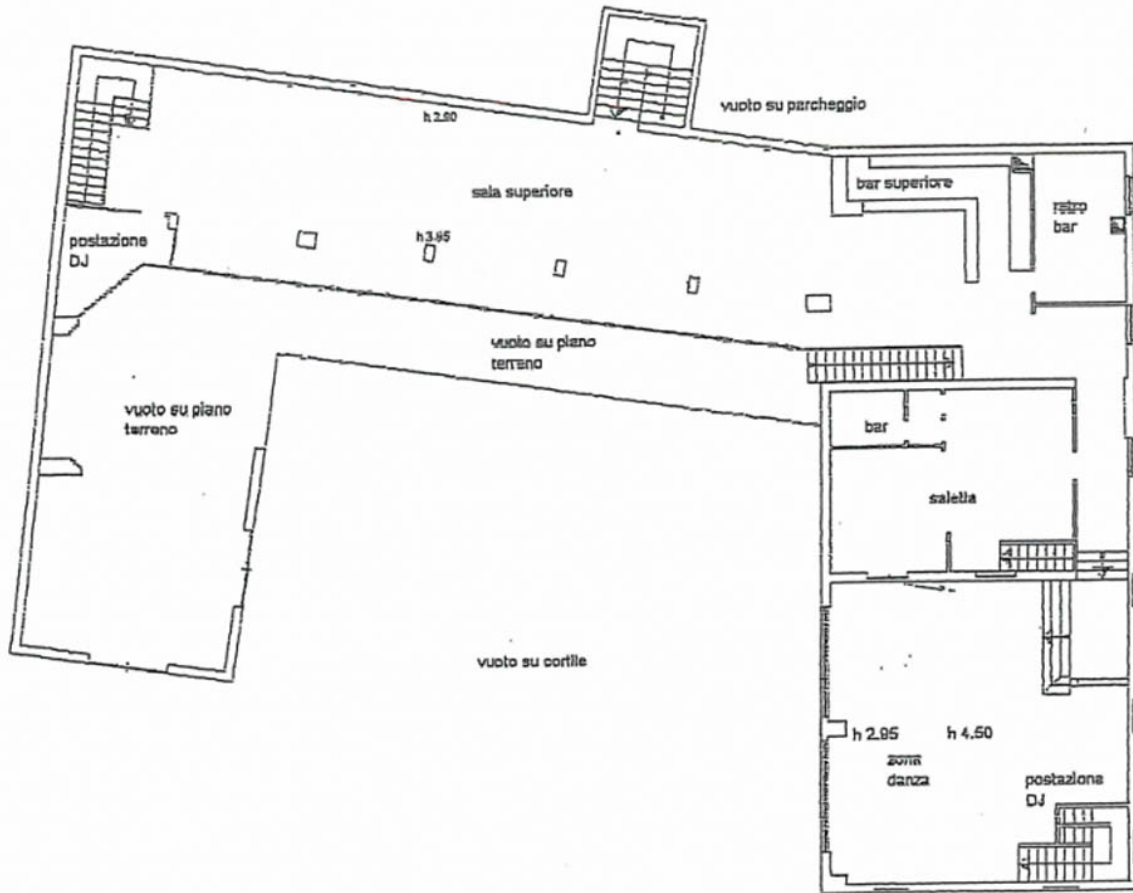 vuoto su parcheggio
h 2.80
sala superiore
bar superiore
retro
bar
h 3.95
postazione
DJ
vuoto su piano
terreno
vuoto su piano
terreno
bar
saletta
vuoto su cortile
h 2.95
h 4.50
zona
danza
postazione
DJ